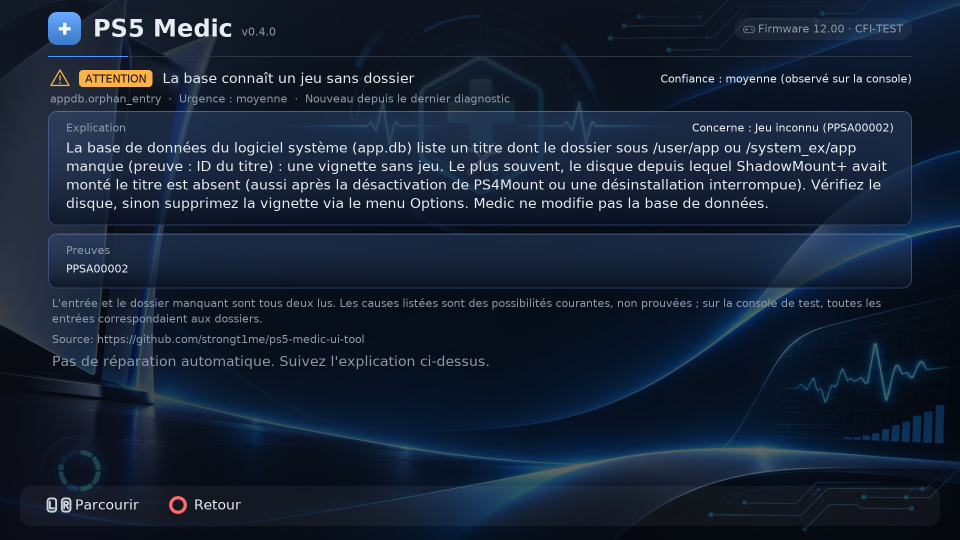 PS5 Medic v0.4.0
Firmware 12.00 · CFI-TEST
ATTENTION La base connaît un jeu sans dossier
Confiance : moyenne (observé sur la console)
appdb.orphan_entry · Urgence : moyenne · Nouveau depuis le dernier diagnostic
Explication
Concerne : Jeu inconnu (PPSA00002)
La base de données du logiciel système (app.db) liste un titre dont le dossier sous /user/app ou /system_ex/app
manque (preuve : ID du titre) : une vignette sans jeu. Le plus souvent, le disque depuis lequel ShadowMount+ avait
monté le titre est absent (aussi après la désactivation de PS4Mount ou une désinstallation interrompue). Vérifiez le
disque, sinon supprimez la vignette via le menu Options. Medic ne modifie pas la base de données.
Preuves
PPSA00002
L'entrée et le dossier manquant sont tous deux lus. Les causes listées sont des possibilités courantes, non prouvées ; sur la console de test, toutes les
entrées correspondaient aux dossiers.
Source: https://github.com/strongt1me/ps5-medic-ui-tool
Pas de réparation automatique. Suivez l'explication ci-dessus.
L R Parcourir
Retour